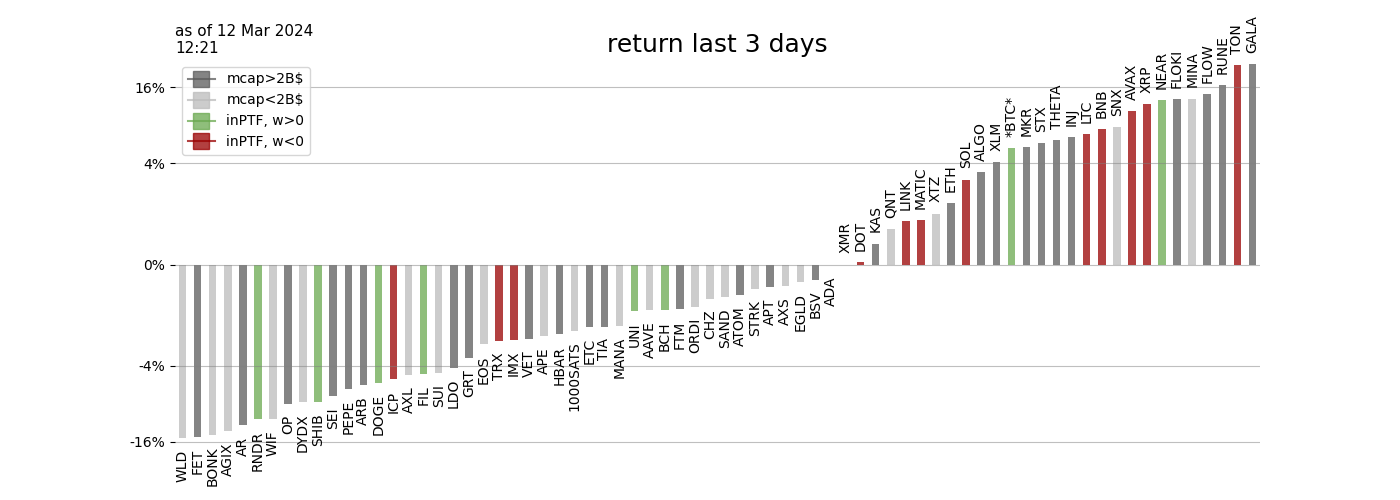 as of 12 Mar 2024
12:21
return last 3 days
mcap>2B$
mcap<2B$
inPTF, w>0
inPTF, w<0
16%
4%
0%
-4%
-16%
WLD
FET
BONK
AGIX
AR
RNDR
WIF
OP
DYDX
SHIB
SEI
PEPE
ARB
DOGE
ICP
AXL
FIL
SUI
LDO
GRT
EOS
TRX
IMX
VET
APE
HBAR
1000SATS
ETC
TIA
MANA
UNI
AAVE
BCH
FTM
ORDI
CHZ
SAND
ATOM
STRK
APT
AXS
EGLD
BSV
ADA
XMR
DOT
KAS
QNT
LINK
MATIC
XTZ
ETH
SOL
ALGO
XLM
*BTC*
MKR
STX
THETA
INJ
LTC
BNB
SNX
AVAX
XRP
NEAR
FLOKI
MINA
FLOW
RUNE
TON
GALA